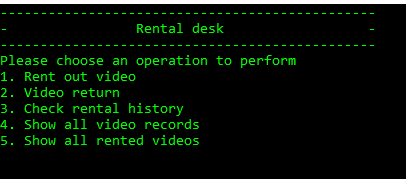 -----------------------------------------------
-                Rental desk                  -
-----------------------------------------------
Please choose an operation to perform
1. Rent out video
2. Video return
3. Check rental history
4. Show all video records
5. Show all rented videos